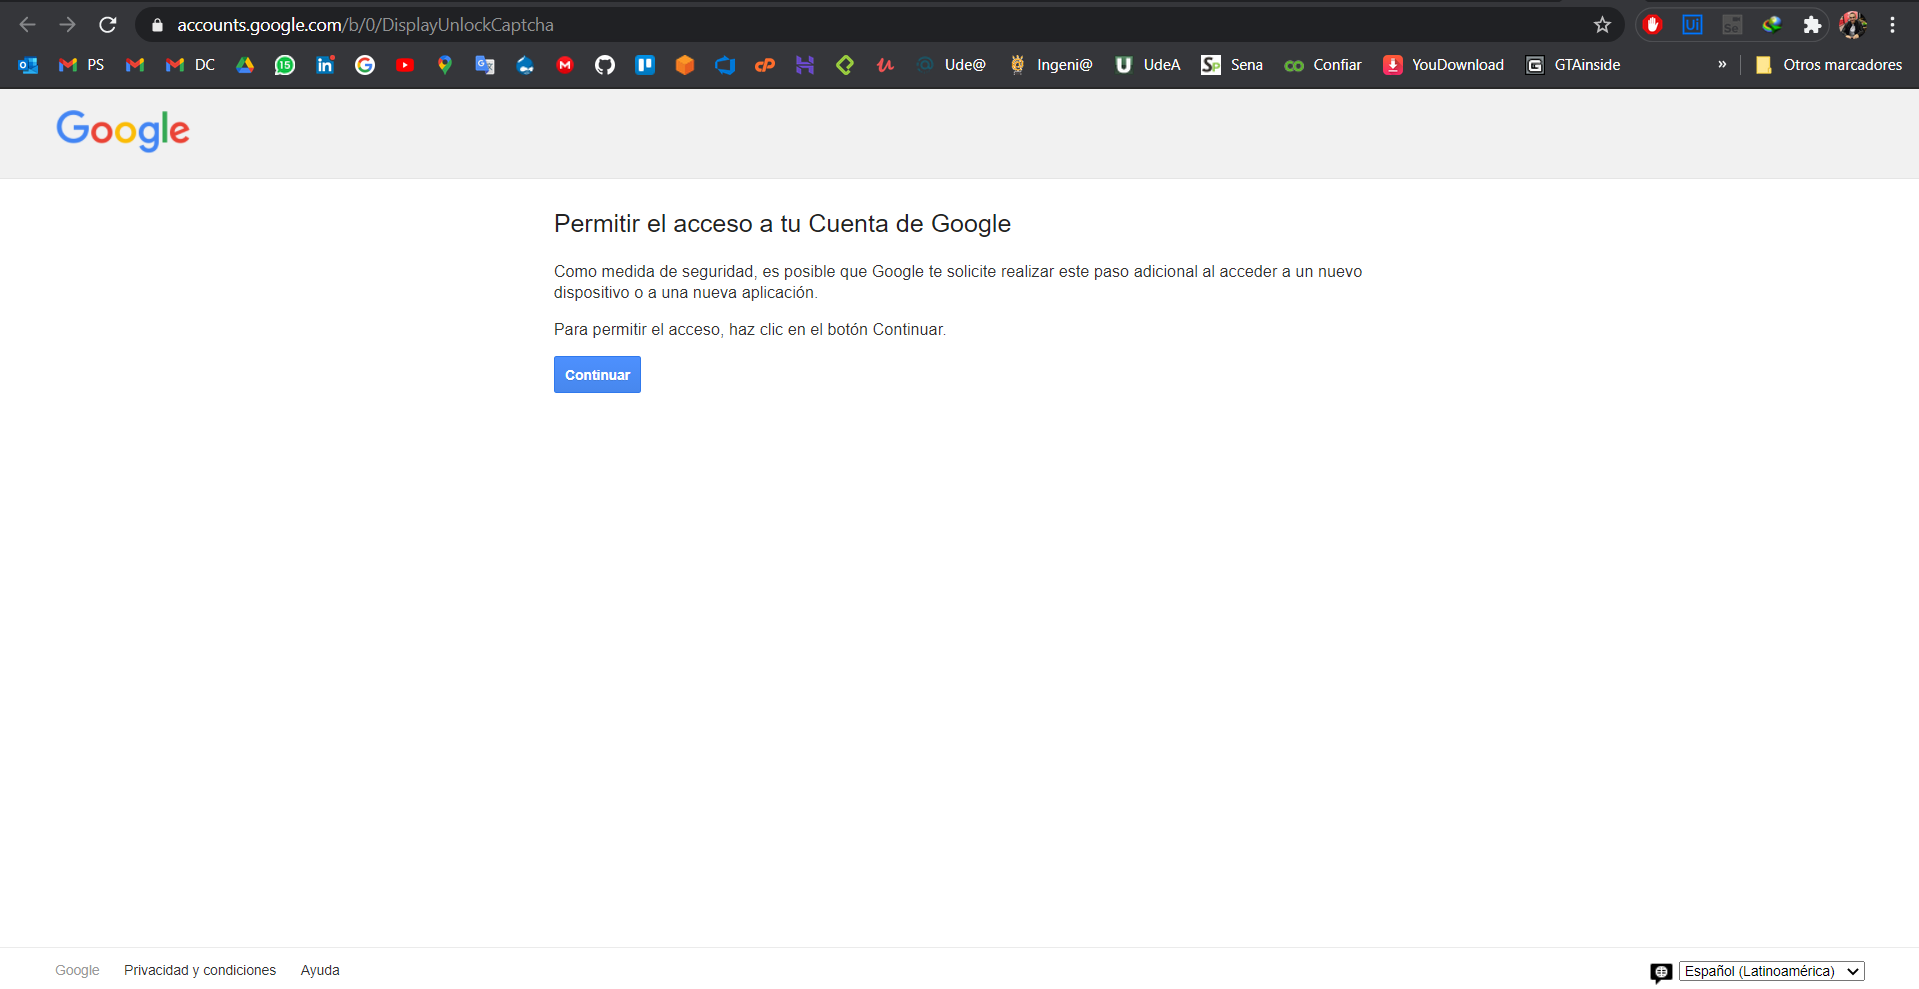 accounts.google.com/b/0/DisplayUnlockCaptcha
PS DC 15 Ude@ Ingeni@ UdeA Sena Confiar YouDownload GTAinside » Otros marcadores
Google
Permitir el acceso a tu Cuenta de Google
Como medida de seguridad, es posible que Google te solicite realizar este paso adicional al acceder a un nuevo
dispositivo o a una nueva aplicación.
Para permitir el acceso, haz clic en el botón Continuar.
Continuar
Google Privacidad y condiciones Ayuda Español (Latinoamérica)